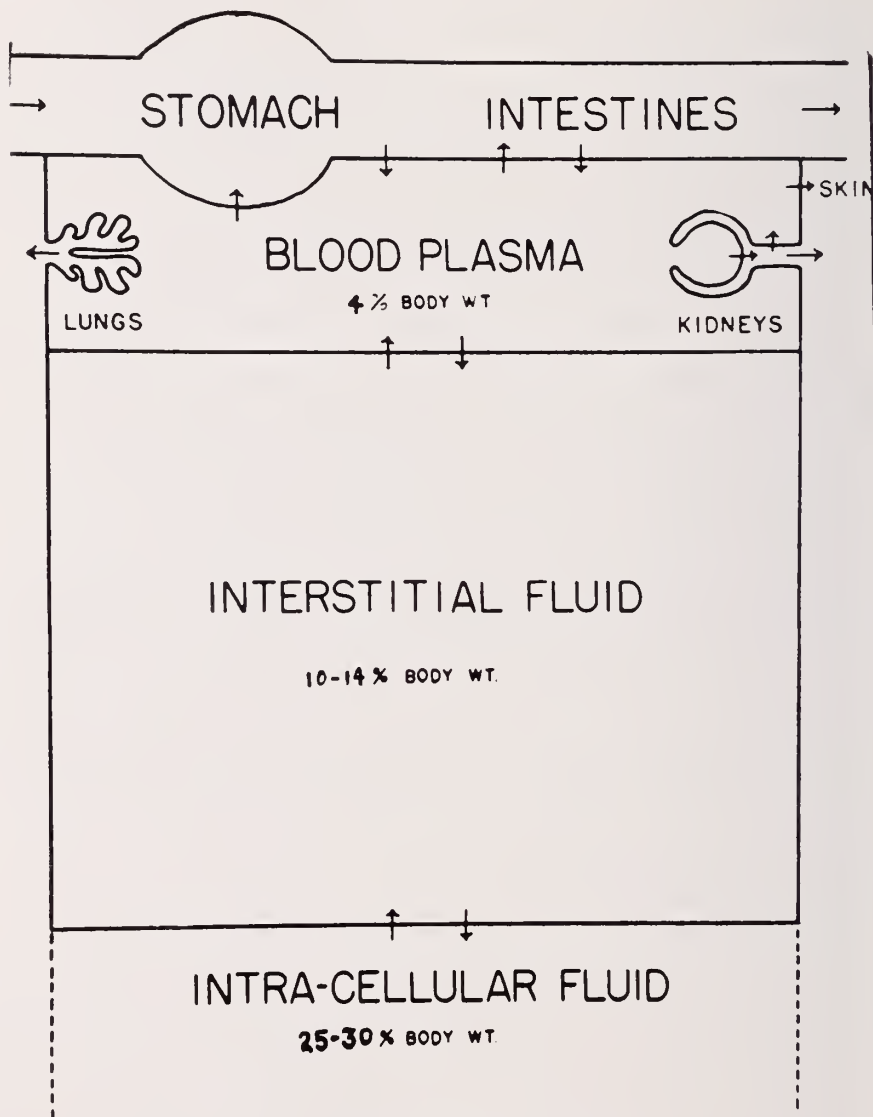 STOMACH INTESTINES
SKIN
BLOOD PLASMA
4% BODY WT
LUNGS
KIDNEYS
INTERSTITIAL FLUID
10-14% BODY WT.
INTRA-CELLULAR FLUID
25-30% BODY WT.